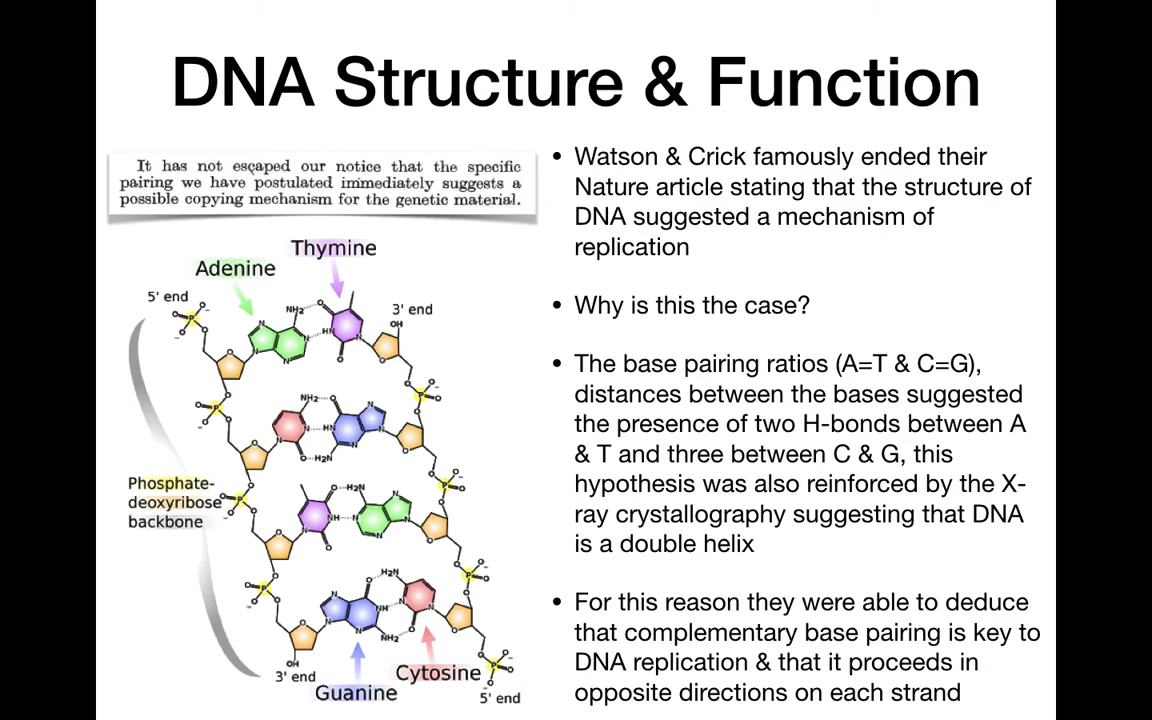 DNA Structure & Function
It has not escaped our notice that the specific
pairing we have postulated immediately suggests a
possible copying mechanism for the genetic material.
Thymine
Adenine
5' end
3' end
NH₂
O
OH
HN
N
P
O⁻
Phosphate-
deoxyribose
backbone
H₂N
NH
OH
3' end
Guanine
Cytosine
5' end
• Watson & Crick famously ended their
Nature article stating that the structure of
DNA suggested a mechanism of
replication
• Why is this the case?
• The base pairing ratios (A=T & C=G),
distances between the bases suggested
the presence of two H-bonds between A
& T and three between C & G, this
hypothesis was also reinforced by the X-
ray crystallography suggesting that DNA
is a double helix
• For this reason they were able to deduce
that complementary base pairing is key to
DNA replication & that it proceeds in
opposite directions on each strand